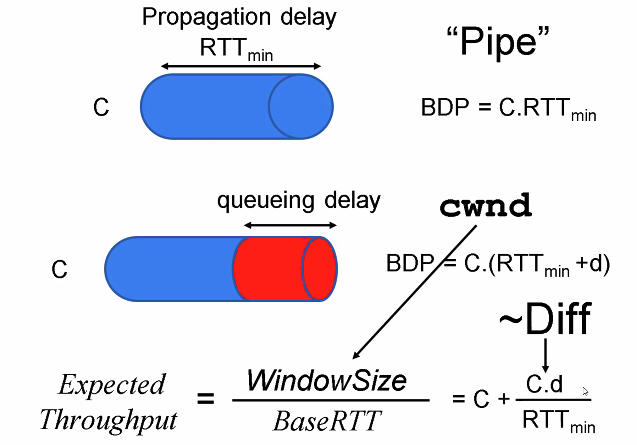 Propagation delay
RTTmin
“Pipe”
C
BDP = C.RTTmin
queueing delay
cwnd
C
BDP = C.(RTTmin +d)
~Diff
Expected Throughput = WindowSize / BaseRTT = C + C.d / RTTmin